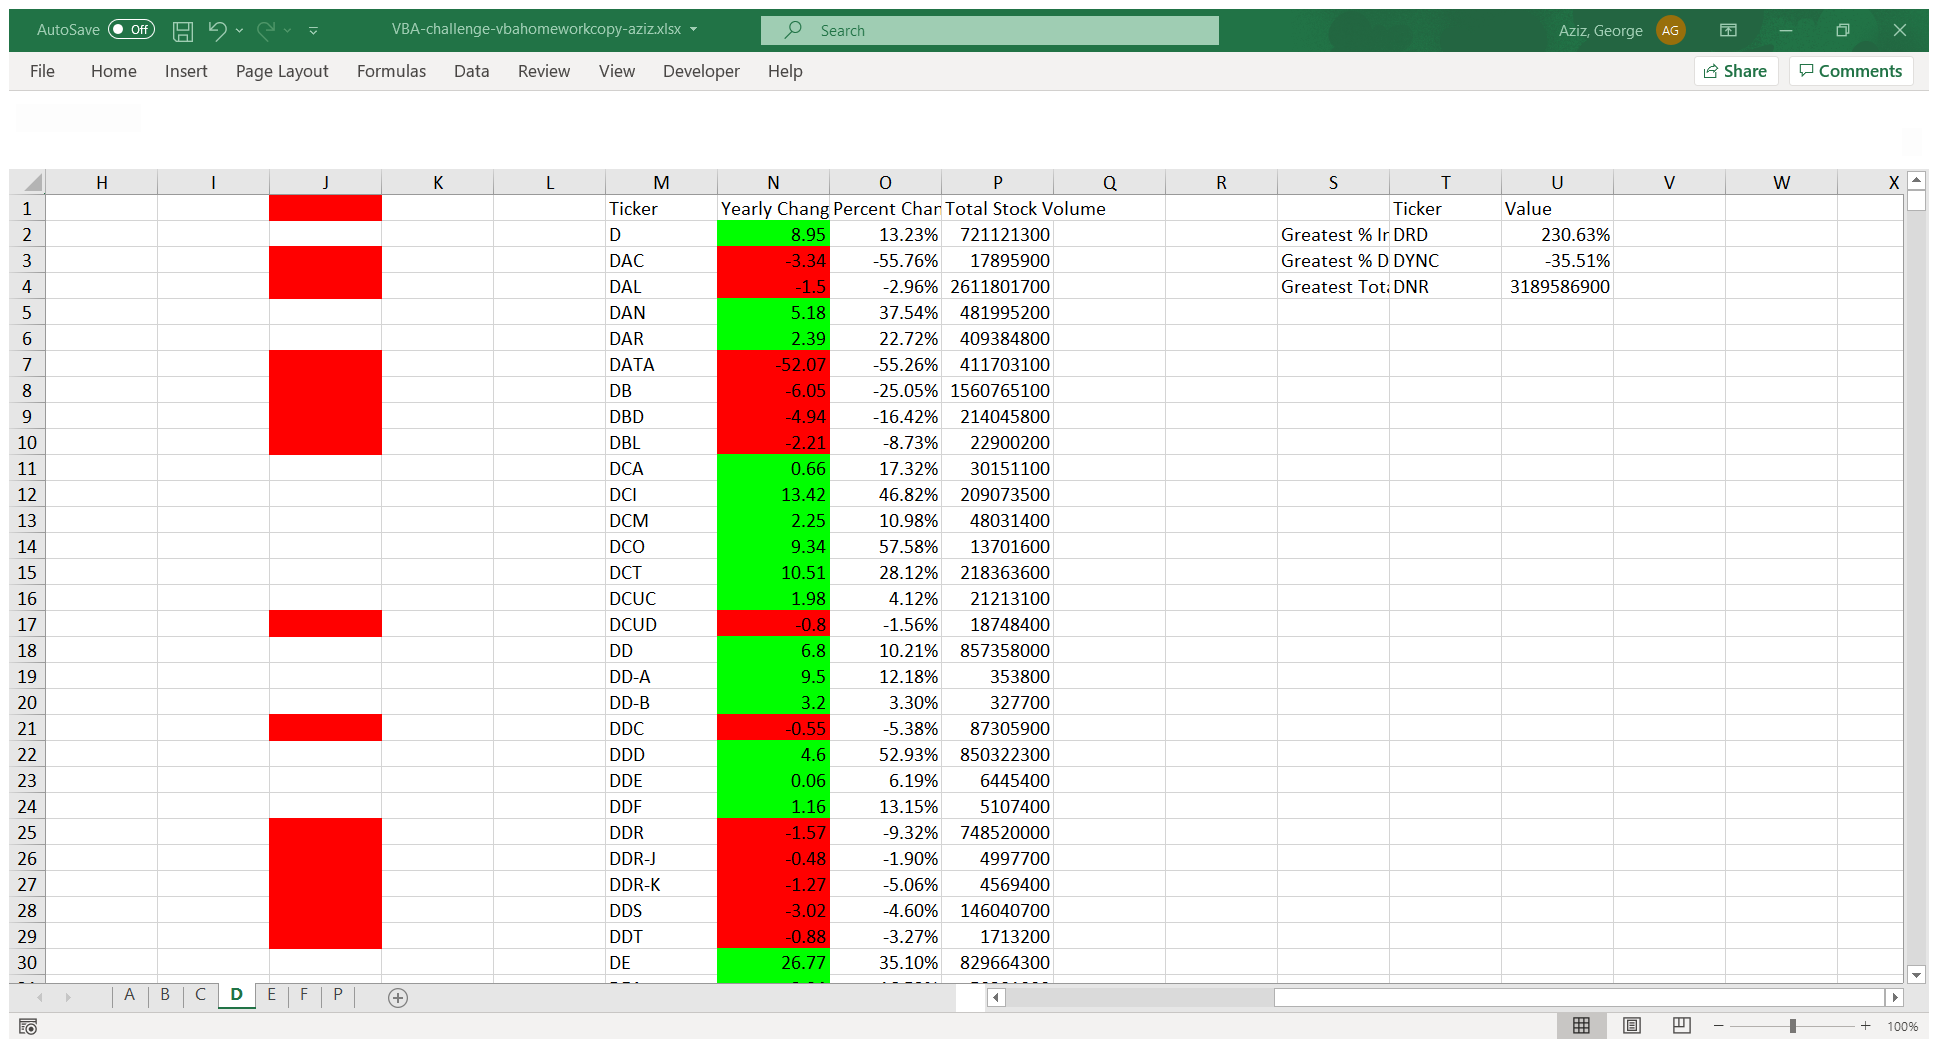 AutoSave Off VBA-challenge-vbahomeworkcopy-aziz.xlsx Search Aziz, George AG
File Home Insert Page Layout Formulas Data Review View Developer Help Share Comments
H I J K L M N O P Q R S T U V W X
1 Ticker Yearly Chang Percent Char Total Stock Volume Ticker Value
2 D 8.95 13.23% 721121300 Greatest % Ir DRD 230.63%
3 DAC -3.34 -55.76% 17895900 Greatest % D DYNC -35.51%
4 DAL -1.5 -2.96% 2611801700 Greatest Tota DNR 3189586900
5 DAN 5.18 37.54% 481995200
6 DAR 2.39 22.72% 409384800
7 DATA -52.07 -55.26% 411703100
8 DB -6.05 -25.05% 1560765100
9 DBD -4.94 -16.42% 214045800
10 DBL -2.21 -8.73% 22900200
11 DCA 0.66 17.32% 30151100
12 DCI 13.42 46.82% 209073500
13 DCM 2.25 10.98% 48031400
14 DCO 9.34 57.58% 13701600
15 DCT 10.51 28.12% 218363600
16 DCUC 1.98 4.12% 21213100
17 DCUD -0.8 -1.56% 18748400
18 DD 6.8 10.21% 857358000
19 DD-A 9.5 12.18% 353800
20 DD-B 3.2 3.30% 327700
21 DDC -0.55 -5.38% 87305900
22 DDD 4.6 52.93% 850322300
23 DDE 0.06 6.19% 6445400
24 DDF 1.16 13.15% 5107400
25 DDR -1.57 -9.32% 748520000
26 DDR-J -0.48 -1.90% 4997700
27 DDR-K -1.27 -5.06% 4569400
28 DDS -3.02 -4.60% 146040700
29 DDT -0.88 -3.27% 1713200
30 DE 26.77 35.10% 829664300
A B C D E F P
100%